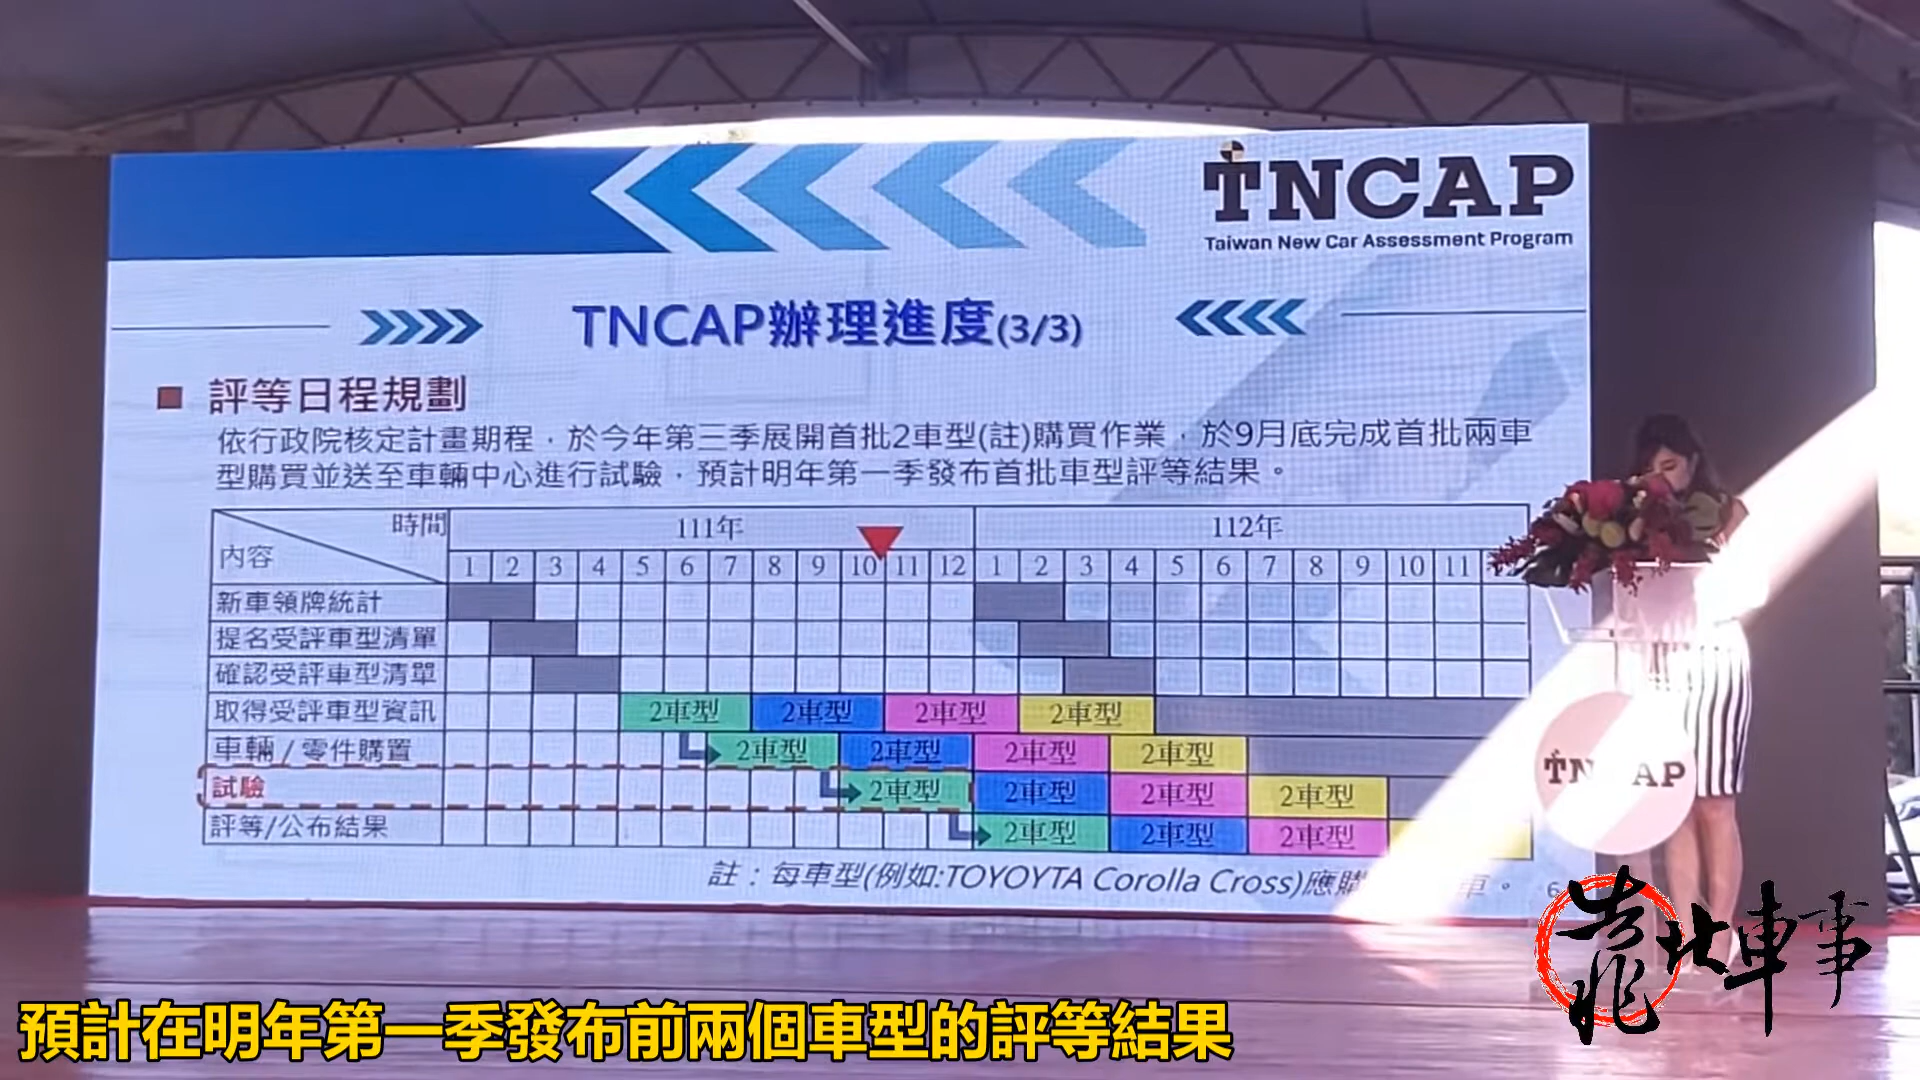 TNCAP
Taiwan New Car Assessment Program
TNCAP辦理進度(3/3)
評等日程規劃
依行政院核定計畫期程，於今年第三季展開首批2車型(註)購買作業，於9月底完成首批兩車
型購買並送至車輛中心進行試驗，預計明年第一季發布首批車型評等結果。
時間 111年 112年
內容 1 2 3 4 5 6 7 8 9 10 11 12 1 2 3 4 5 6 7 8 9 10 11
新車領牌統計
提名受評車型清單
確認受評車型清單
取得受評車型資訊 2車型 2車型 2車型 2車型
車輛/零件購置 2車型 2車型 2車型 2車型
試驗 2車型 2車型 2車型 2車型
評等/公布結果 2車型 2車型 2車型
註：每車型(例如:TOYOYTA Corolla Cross)應購 車。 6
TN AP
靠北車事
預計在明年第一季發布前兩個車型的評等結果